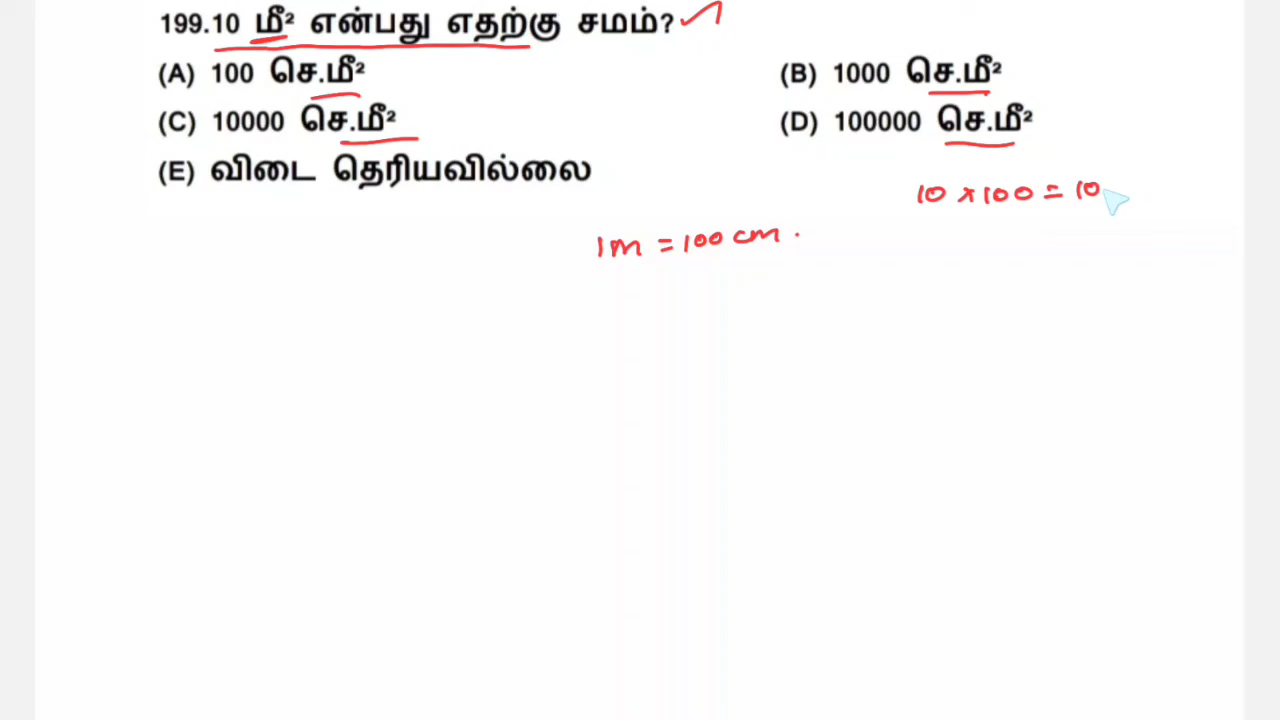 199.10 மீ² என்பது எதற்கு சமம்?
(A) 100 செ.மீ²
(B) 1000 செ.மீ²
(C) 10000 செ.மீ²
(D) 100000 செ.மீ²
(E) விடை தெரியவில்லை
10 x 100 = 10
1m = 100 cm .